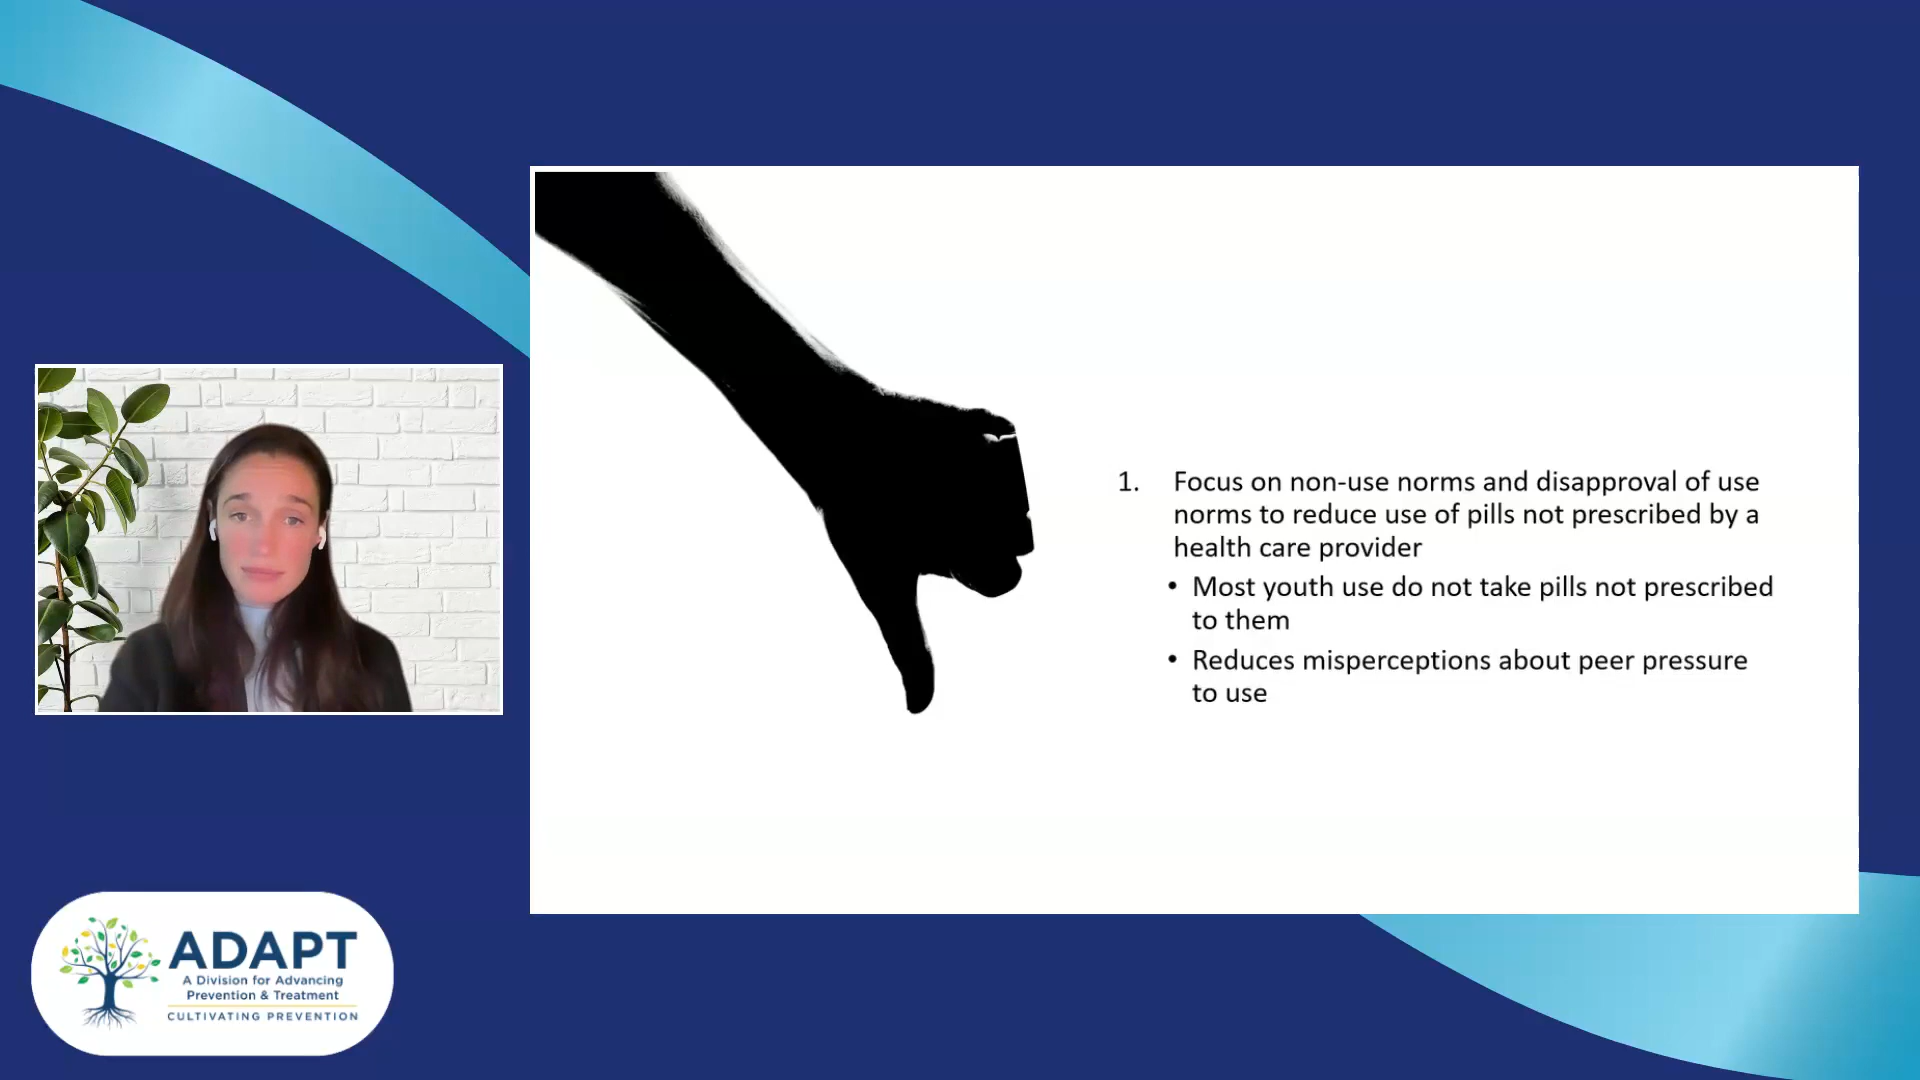 1. Focus on non-use norms and disapproval of use
norms to reduce use of pills not prescribed by a
health care provider
• Most youth use do not take pills not prescribed
to them
• Reduces misperceptions about peer pressure
to use
ADAPT
A Division for Advancing
Prevention & Treatment
CULTIVATING PREVENTION